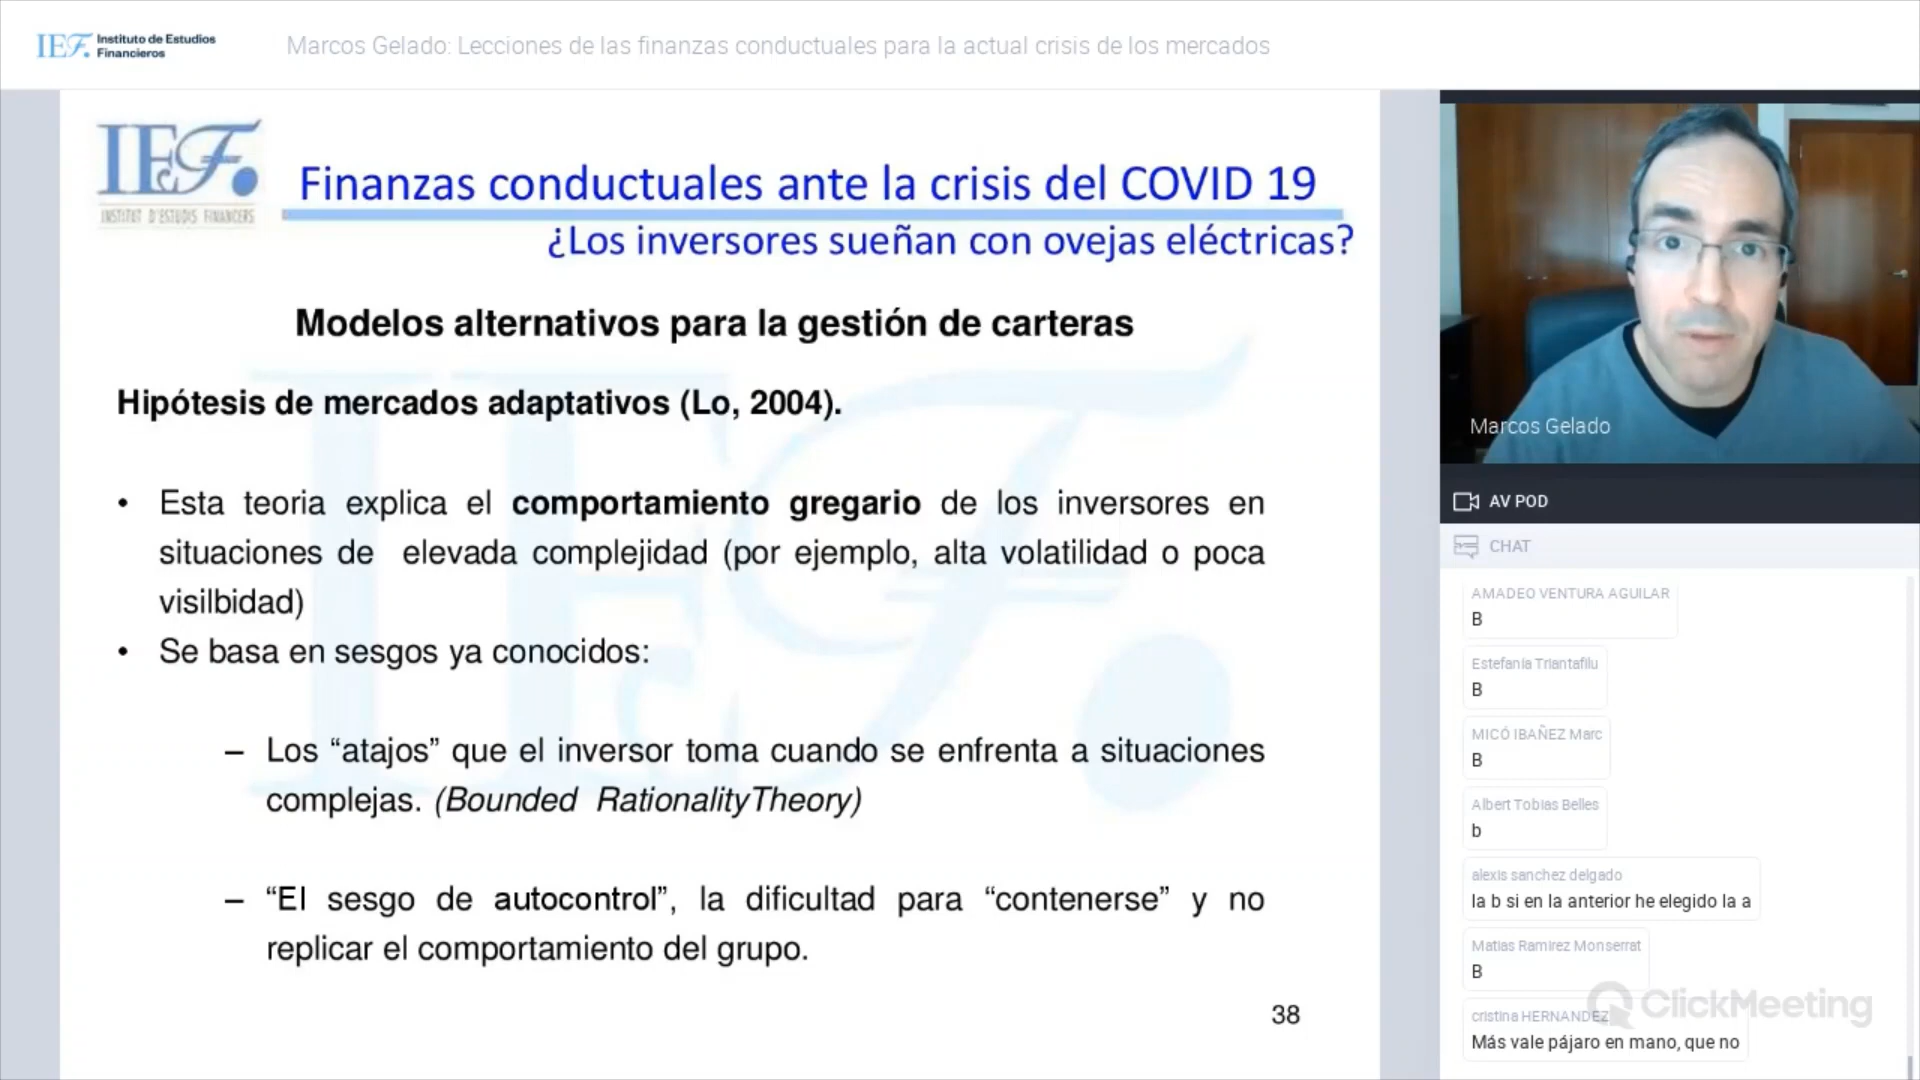 IEF. Instituto de Estudios
Financieros
Marcos Gelado: Lecciones de las finanzas conductuales para la actual crisis de los mercados
IEF.
INSTITUT D'ESTUDIS FINANCERS
Finanzas conductuales ante la crisis del COVID 19
¿Los inversores sueñan con ovejas eléctricas?
Modelos alternativos para la gestión de carteras
Hipótesis de mercados adaptativos (Lo, 2004).
• Esta teoria explica el comportamiento gregario de los inversores en
situaciones de elevada complejidad (por ejemplo, alta volatilidad o poca
visilbidad)
• Se basa en sesgos ya conocidos:
– Los “atajos” que el inversor toma cuando se enfrenta a situaciones
complejas. (Bounded RationalityTheory)
– “El sesgo de autocontrol”, la dificultad para “contenerse” y no
replicar el comportamiento del grupo.
38
Marcos Gelado
AV POD
CHAT
AMADEO VENTURA AGUILAR
B
Estefanía Triantafilu
B
MICÓ IBAÑEZ Marc
B
Albert Tobias Belles
b
alexis sanchez delgado
la b si en la anterior he elegido la a
Matias Ramirez Monserrat
B
cristina HERNANDEZ
Más vale pájaro en mano, que no
ClickMeeting